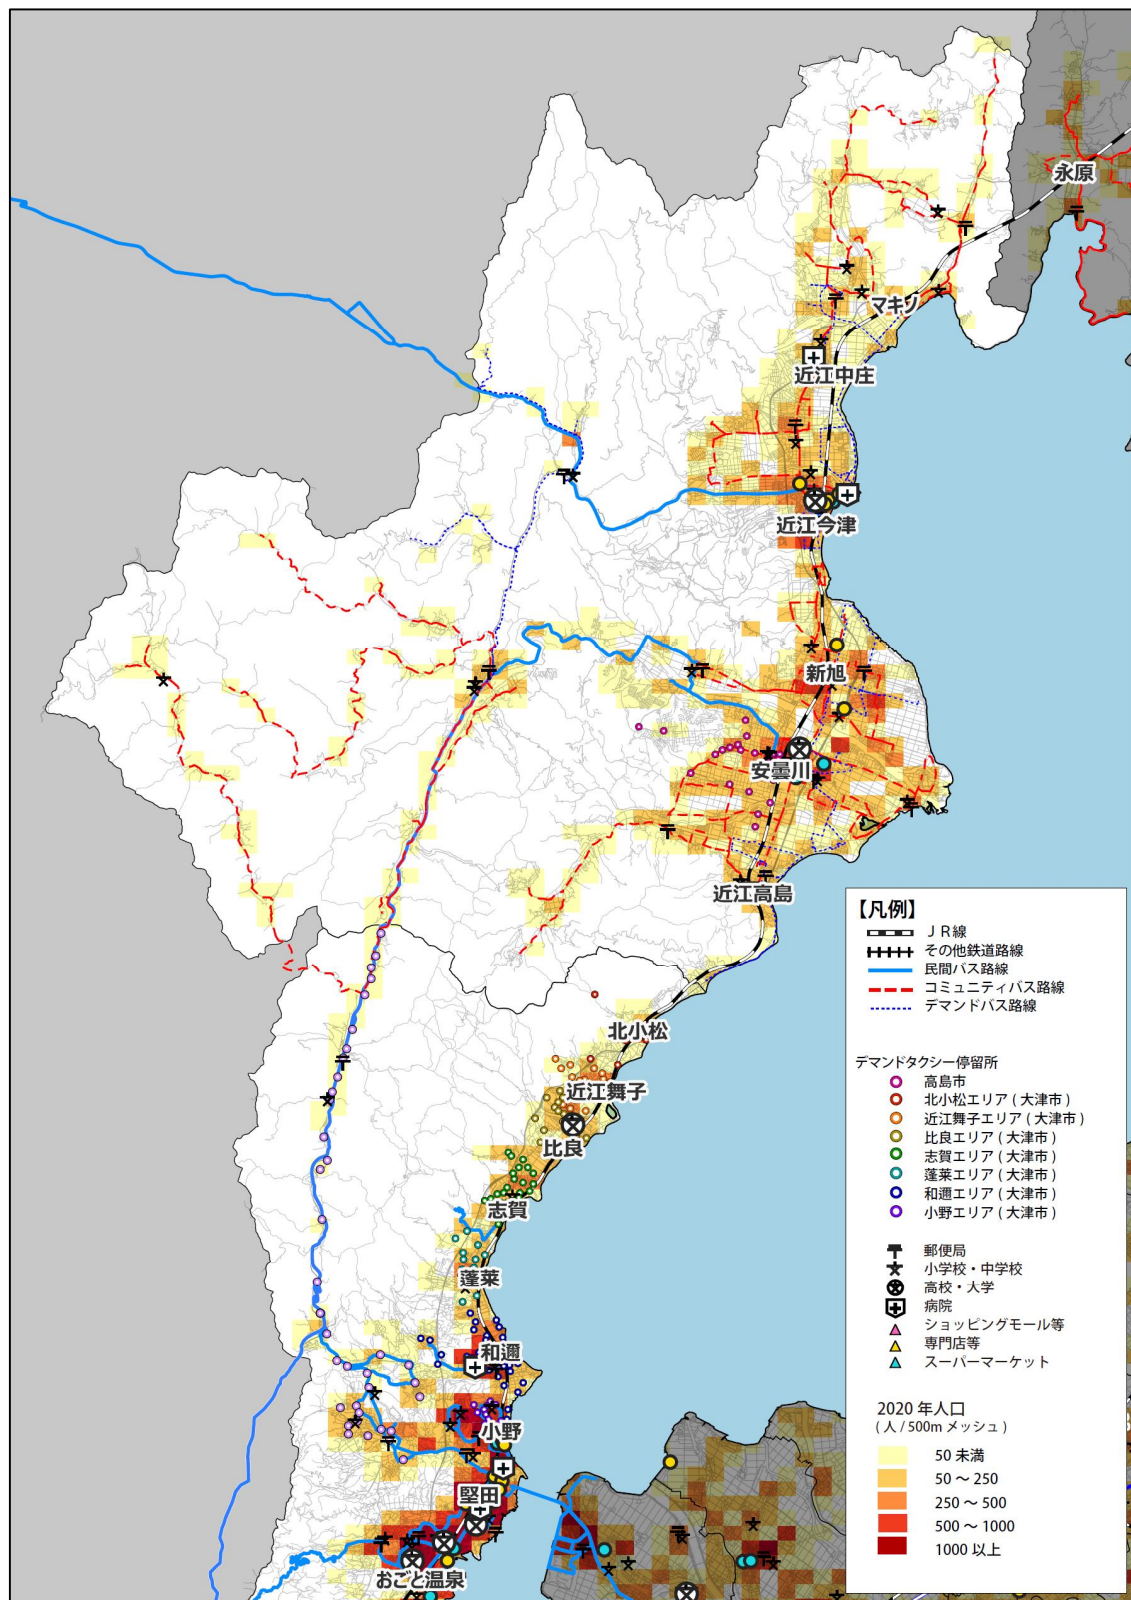 永原
マキノ
近江中庄
近江今津
新旭
安曇川
近江高島
北小松
近江舞子
比良
志賀
蓬莱
和邇
小野
堅田
おごと温泉
【凡例】
ＪＲ線
その他鉄道路線
民間バス路線
コミュニティバス路線
デマンドバス路線
デマンドタクシー停留所
高島市
北小松エリア ( 大津市 )
近江舞子エリア ( 大津市 )
比良エリア ( 大津市 )
志賀エリア ( 大津市 )
蓬莱エリア ( 大津市 )
和邇エリア ( 大津市 )
小野エリア ( 大津市 )
郵便局
小学校・中学校
高校・大学
病院
ショッピングモール等
専門店等
スーパーマーケット
2020 年人口
( 人 / 500m メッシュ )
50 未満
50 ～ 250
250 ～ 500
500 ～ 1000
1000 以上